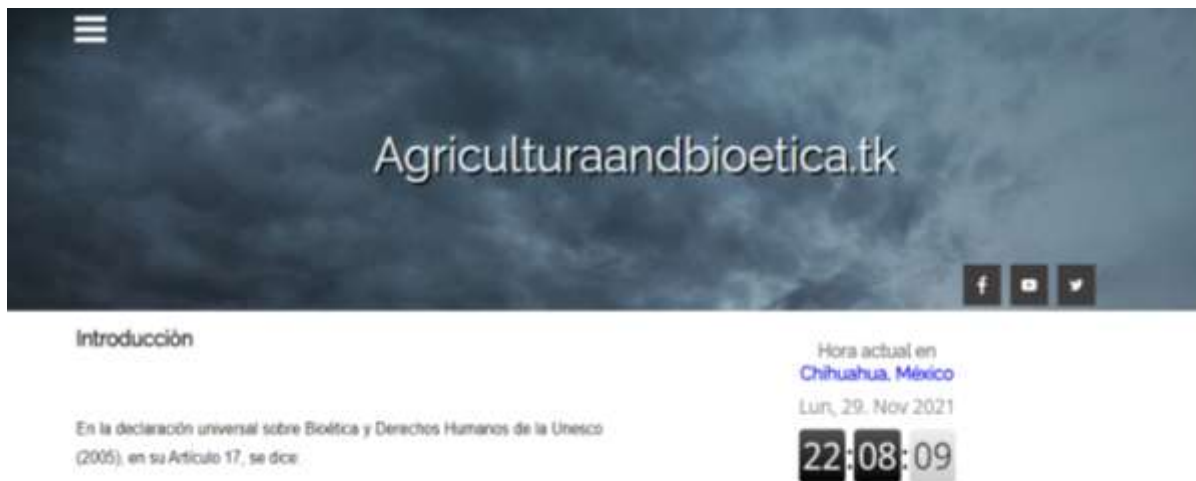 Agriculturaandbioetica.tk
Introducción
En la declaración universal sobre Bioética y Derechos Humanos de la Unesco
(2005), en su Artículo 17, se dice:
Hora actual en
Chihuahua, México
Lun, 29. Nov 2021
22:08:09